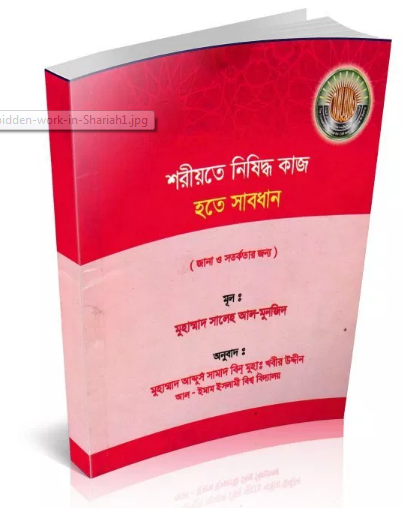 bidden-work-in-Shariah1.jpg
শরীয়তে নিষিদ্ধ কাজ
হতে সাবধান
( জানা ও সতর্কতার জন্য )
মূল ঃ
মুহাম্মাদ সালেহ আল-মুনজিদ
অনুবাদ ঃ
মুহাম্মাদ আব্দুস সামাদ বিন্ মুহাঃ খবীর উদ্দীন
আল - ইমাম ইসলামী বিশ্ব বিদ্যালয়